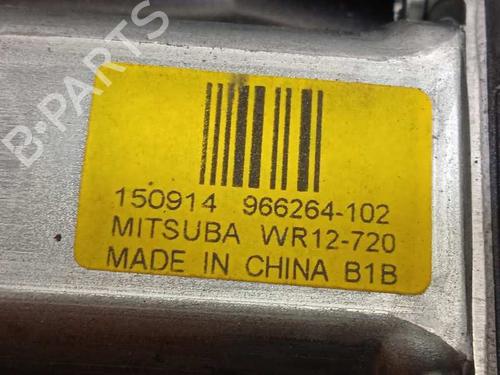 B-PARTS
150914 966264-102
MITSUBA WR12-720
MADE IN CHINA B1B